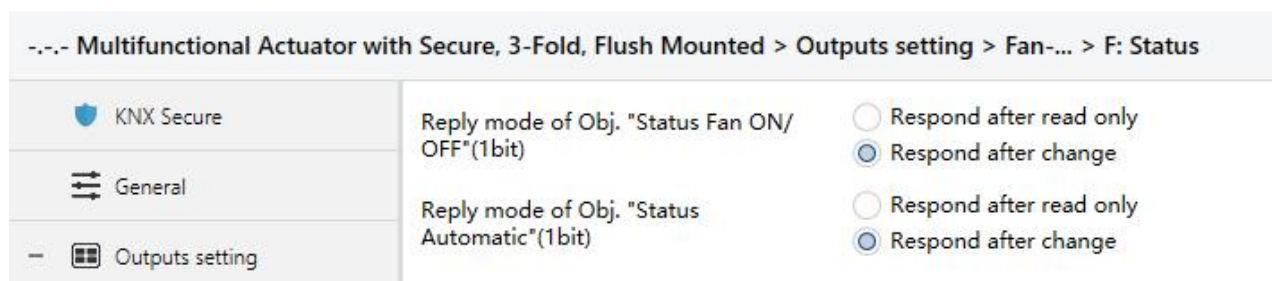 -.-.- Multifunctional Actuator with Secure, 3-Fold, Flush Mounted > Outputs setting > Fan-... > F: Status
KNX Secure
General
− Outputs setting
Reply mode of Obj. "Status Fan ON/
OFF"(1bit)
Respond after read only
Respond after change
Reply mode of Obj. "Status
Automatic"(1bit)
Respond after read only
Respond after change